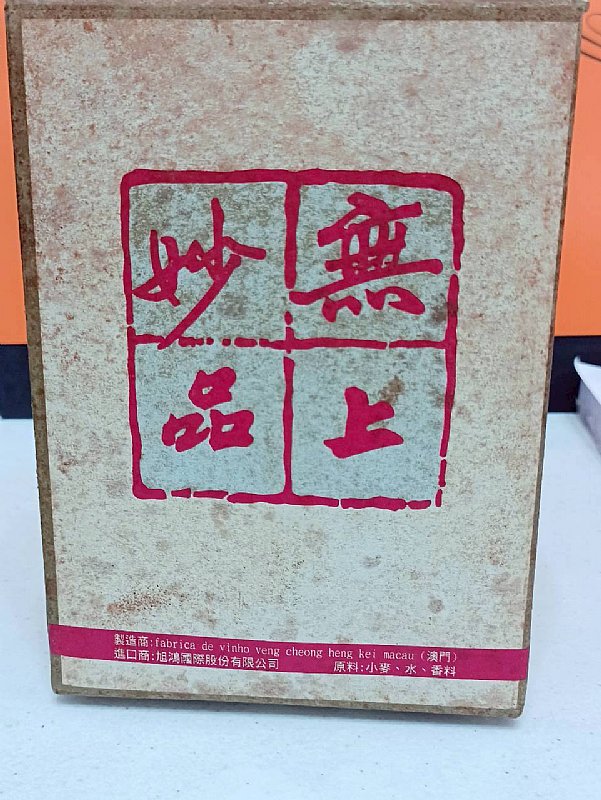 無上
妙品
製造商:fabrica de vinho veng cheong heng kei macau (澳門)
進口商:旭鴻國際股份有限公司 原料:小麥、水、香料